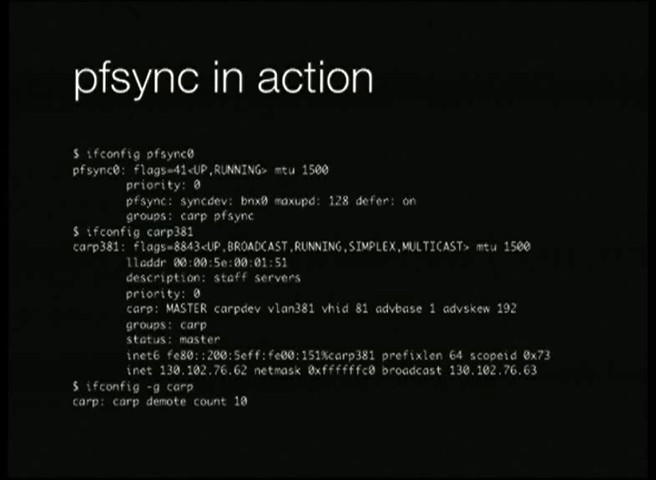 pfsync in action
$ ifconfig pfsync0
pfsync0: flags=41<UP,RUNNING> mtu 1500
priority: 0
pfsync: syncdev: bnx0 maxupd: 128 defer: on
groups: carp pfsync
$ ifconfig carp381
carp381: flags=8843<UP,BROADCAST,RUNNING,SIMPLEX,MULTICAST> mtu 1500
lladdr 00:00:5e:00:01:51
description: staff servers
priority: 0
carp: MASTER carpdev vlan381 vhid 81 advbase 1 advskew 192
groups: carp
status: master
inet6 fe80::200:5eff:fe00:151%carp381 prefixlen 64 scopeid 0x73
inet 130.102.76.62 netmask 0xffffffc0 broadcast 130.102.76.63
$ ifconfig -g carp
carp: carp demote count 10